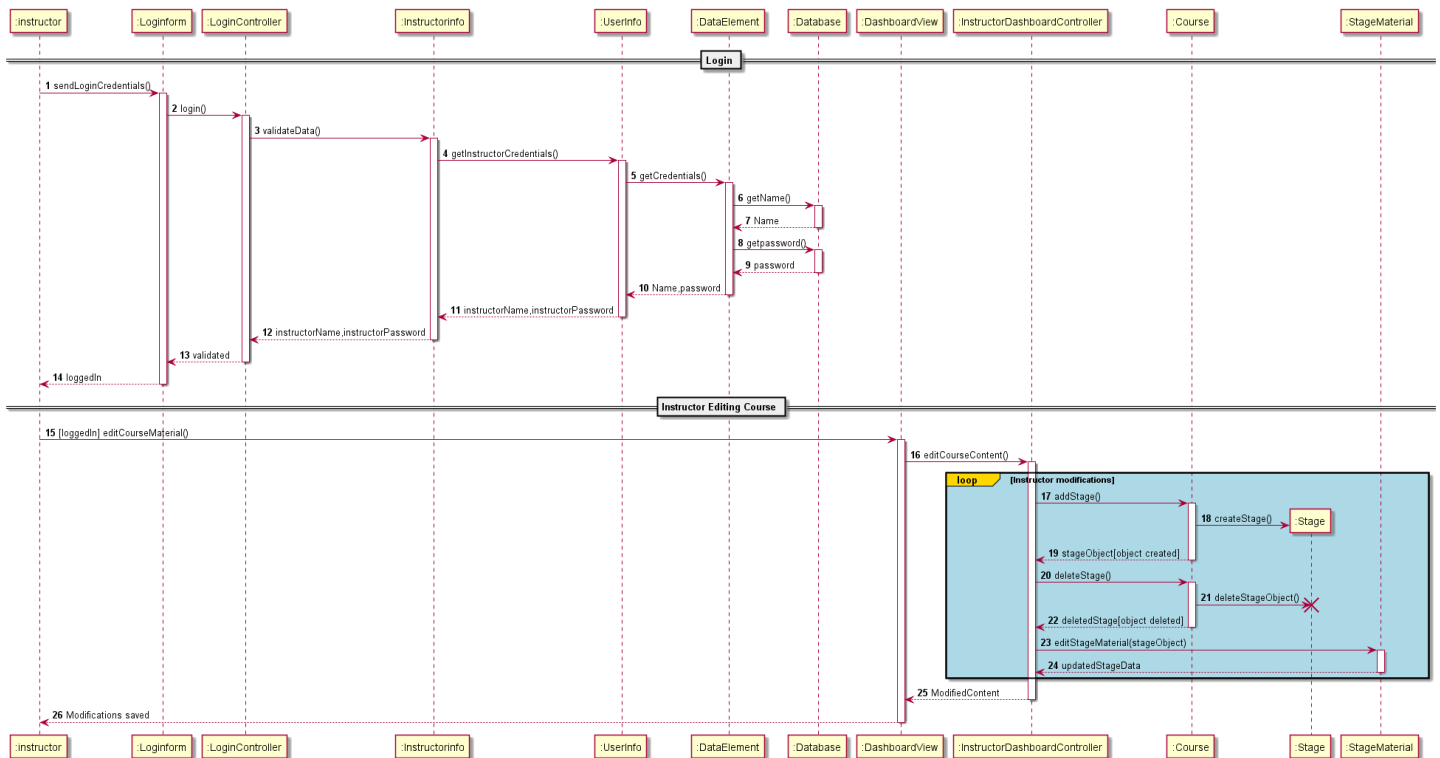 :instructor :Loginform :LoginController :Instructorinfo :UserInfo :DataElement :Database :DashboardView :InstructorDashboardController :Course :StageMaterial
Login
1 sendLoginCredentials()
2 login()
3 validateData()
4 getInstructorCredentials()
5 getCredentials()
6 getName()
7 Name
8 getpassword()
9 password
10 Name,password
11 instructorName,instructorPassword
12 instructorName,instructorPassword
13 validated
14 loggedIn
Instructor Editing Course
15 [loggedIn] editCourseMaterial()
16 editCourseContent()
loop [Instructor modifications]
17 addStage()
18 createStage() :Stage
19 stageObject[object created]
20 deleteStage()
21 deleteStageObject()
22 deletedStage[object deleted]
23 editStageMaterial(stageObject)
24 updatedStageData
25 ModifiedContent
26 Modifications saved
:instructor :Loginform :LoginController :Instructorinfo :UserInfo :DataElement :Database :DashboardView :InstructorDashboardController :Course :Stage :StageMaterial